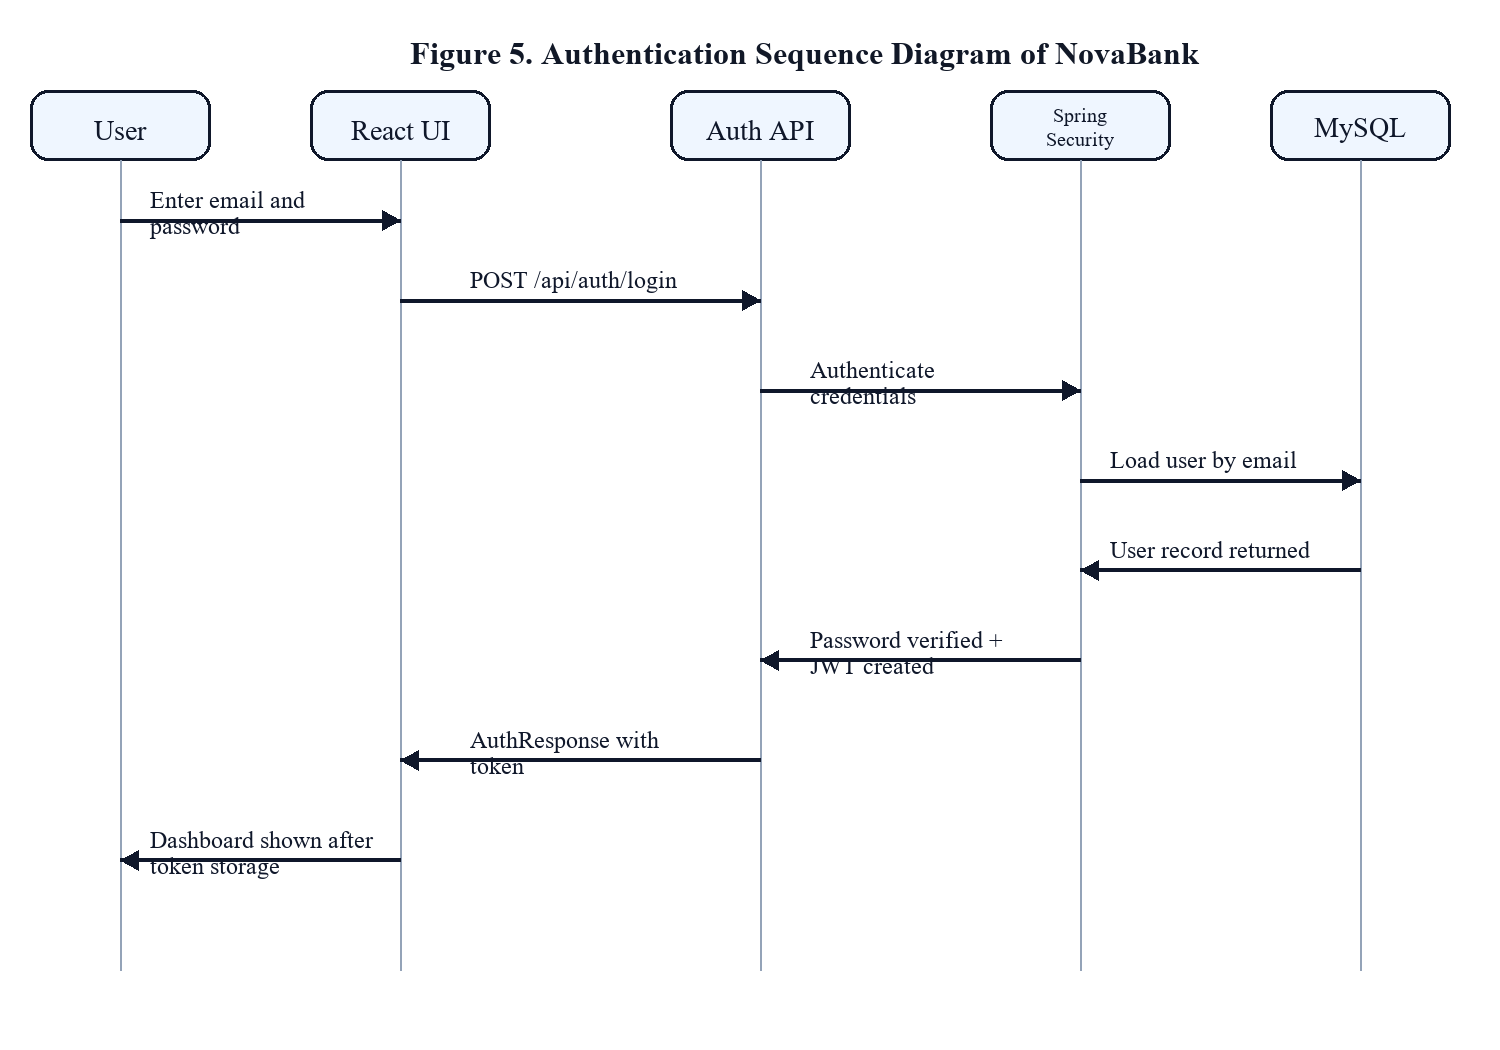 Figure 5. Authentication Sequence Diagram of NovaBank
User
React UI
Auth API
Spring
Security
MySQL
Enter email and
password
POST /api/auth/login
Authenticate
credentials
Load user by email
User record returned
Password verified +
JWT created
AuthResponse with
token
Dashboard shown after
token storage